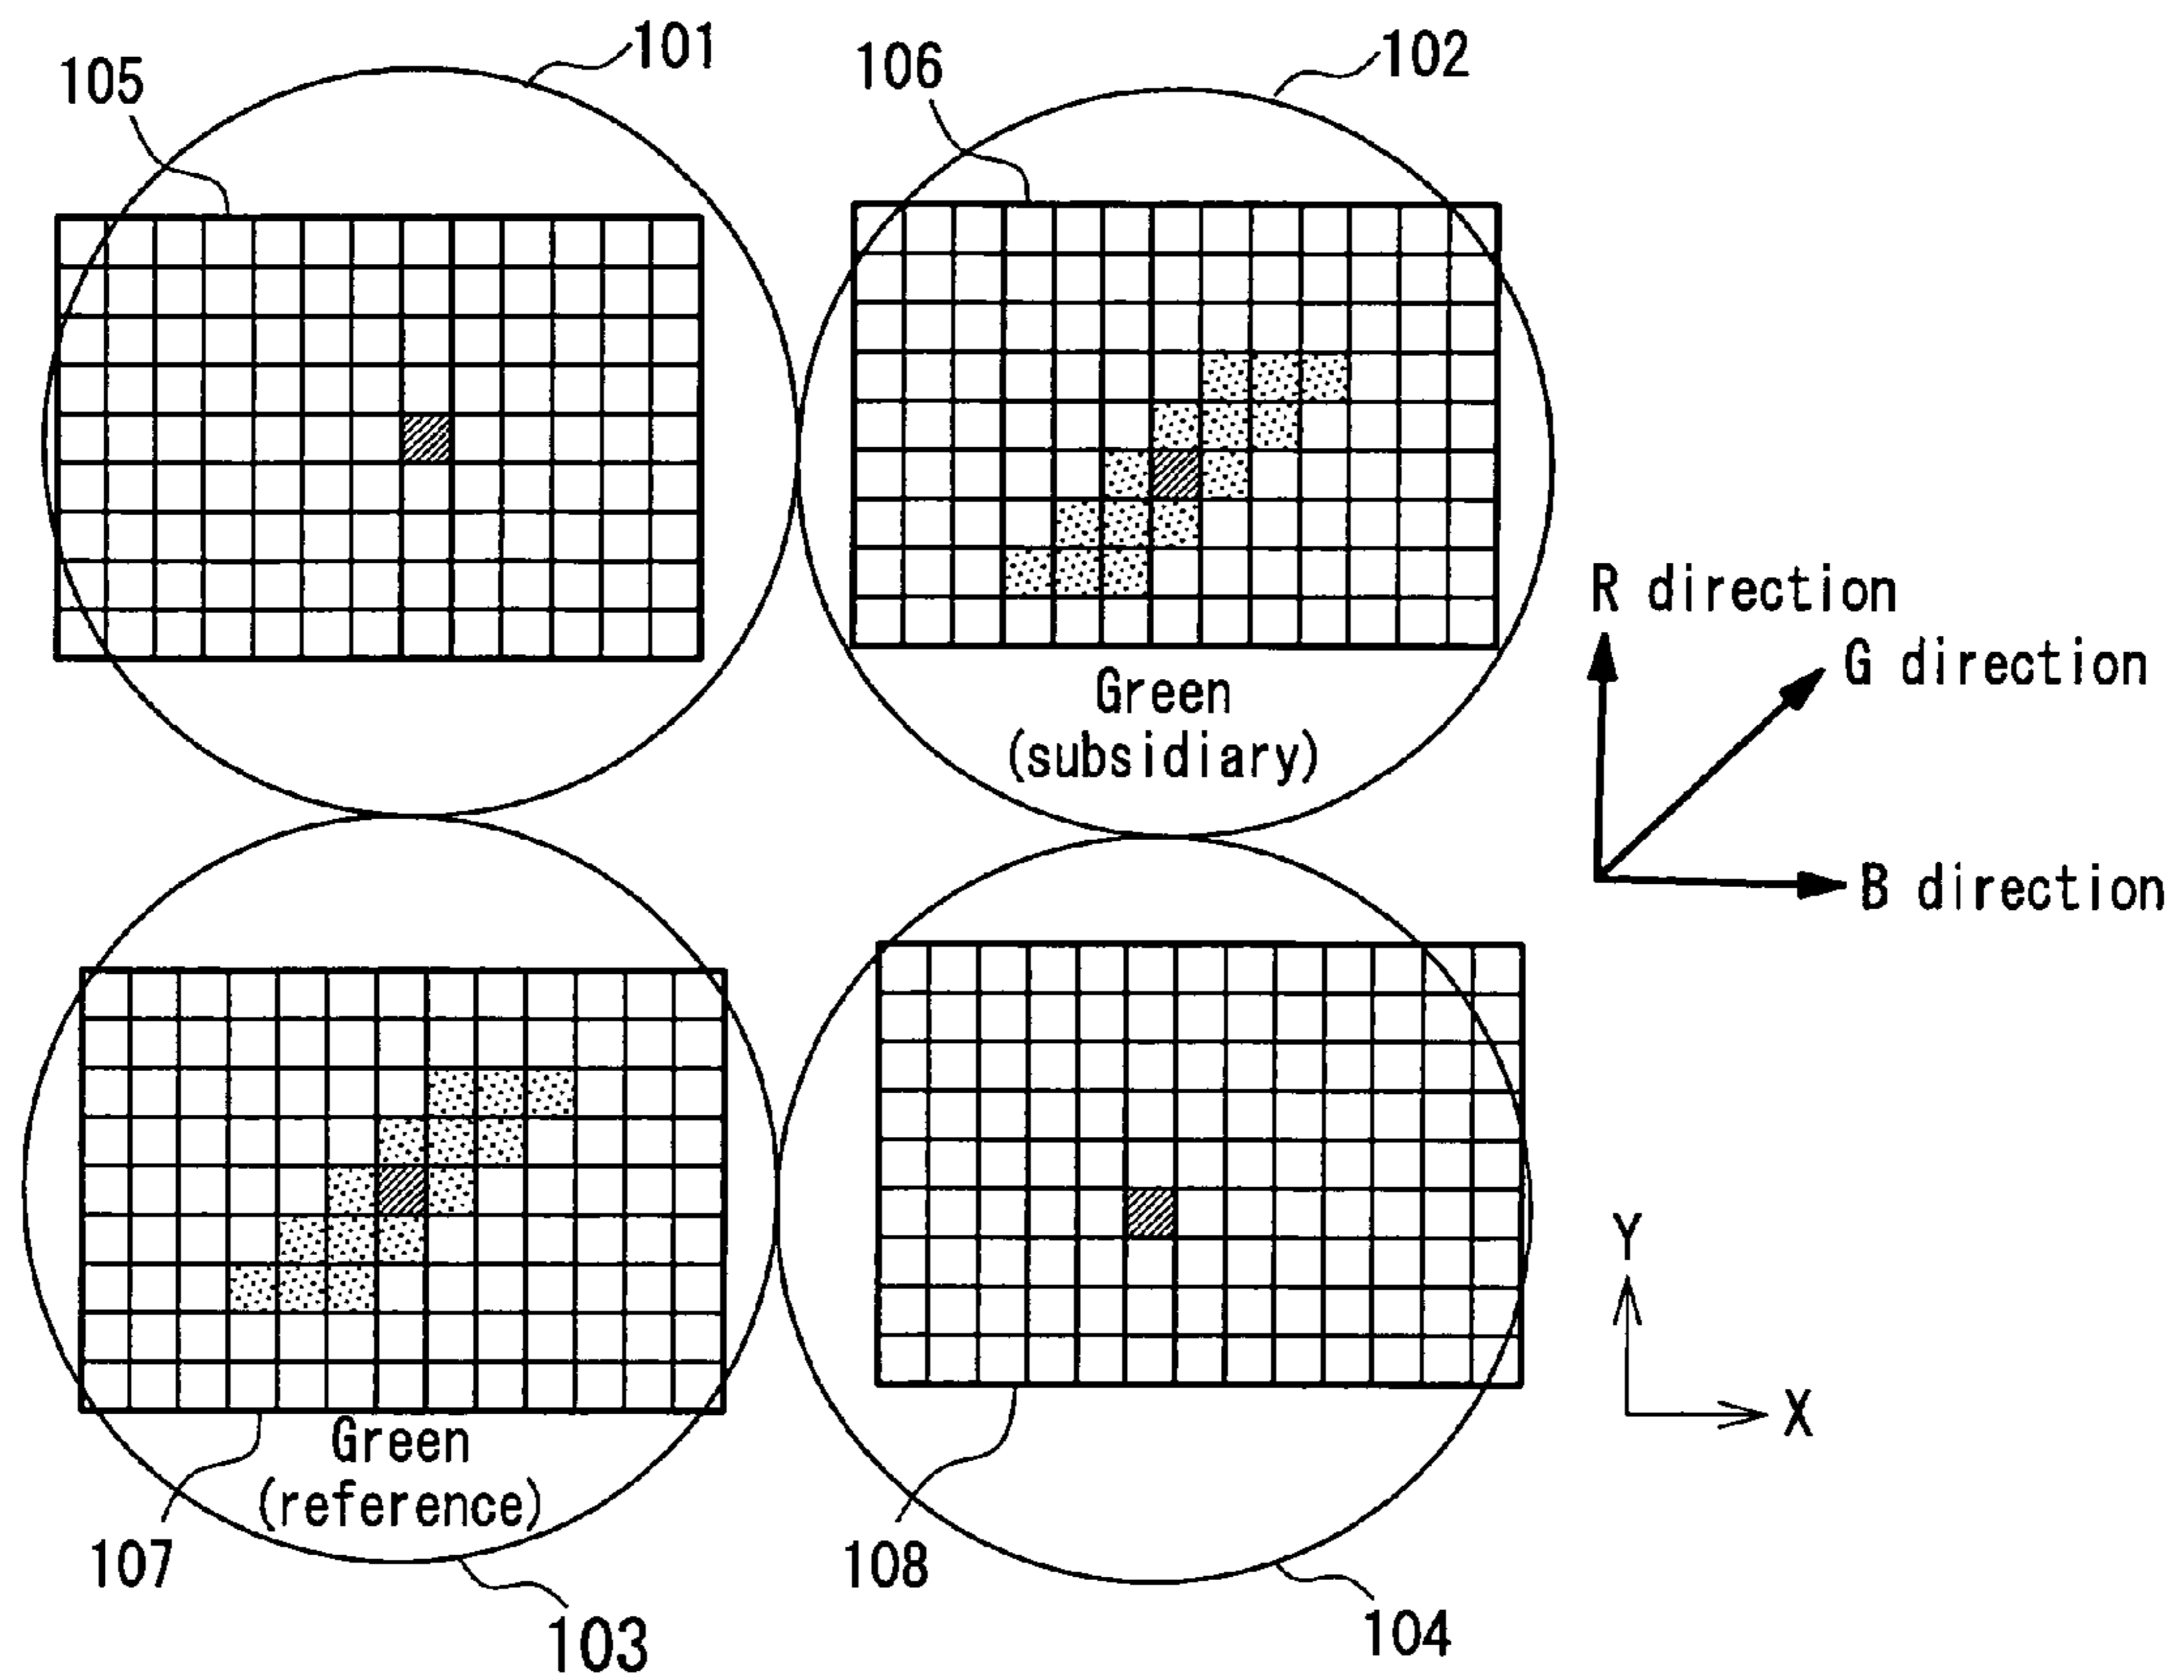 101
102
105
106
R direction
G direction
Green
(subsidiary)
B direction
Y
X
Green
(reference)
107
108
103
104